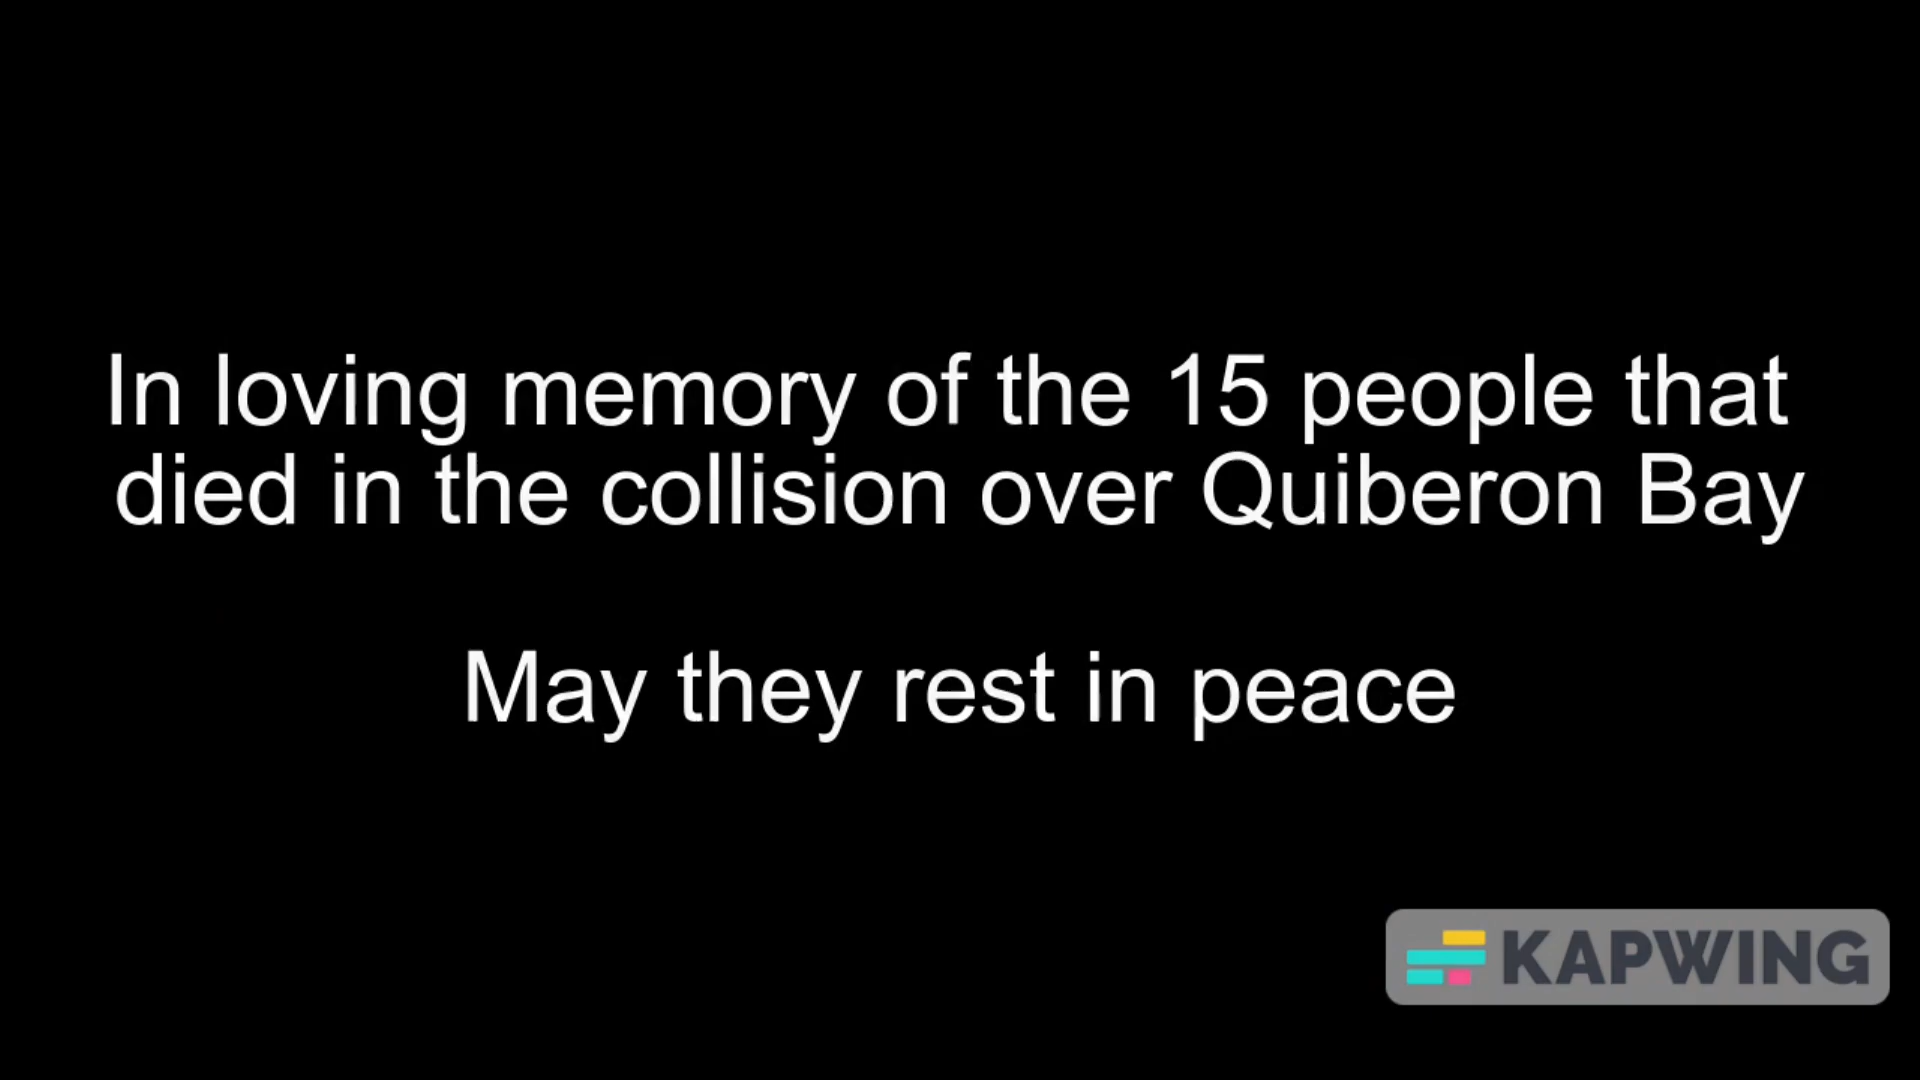 In loving memory of the 15 people that
died in the collision over Quiberon Bay
May they rest in peace
KAPWING